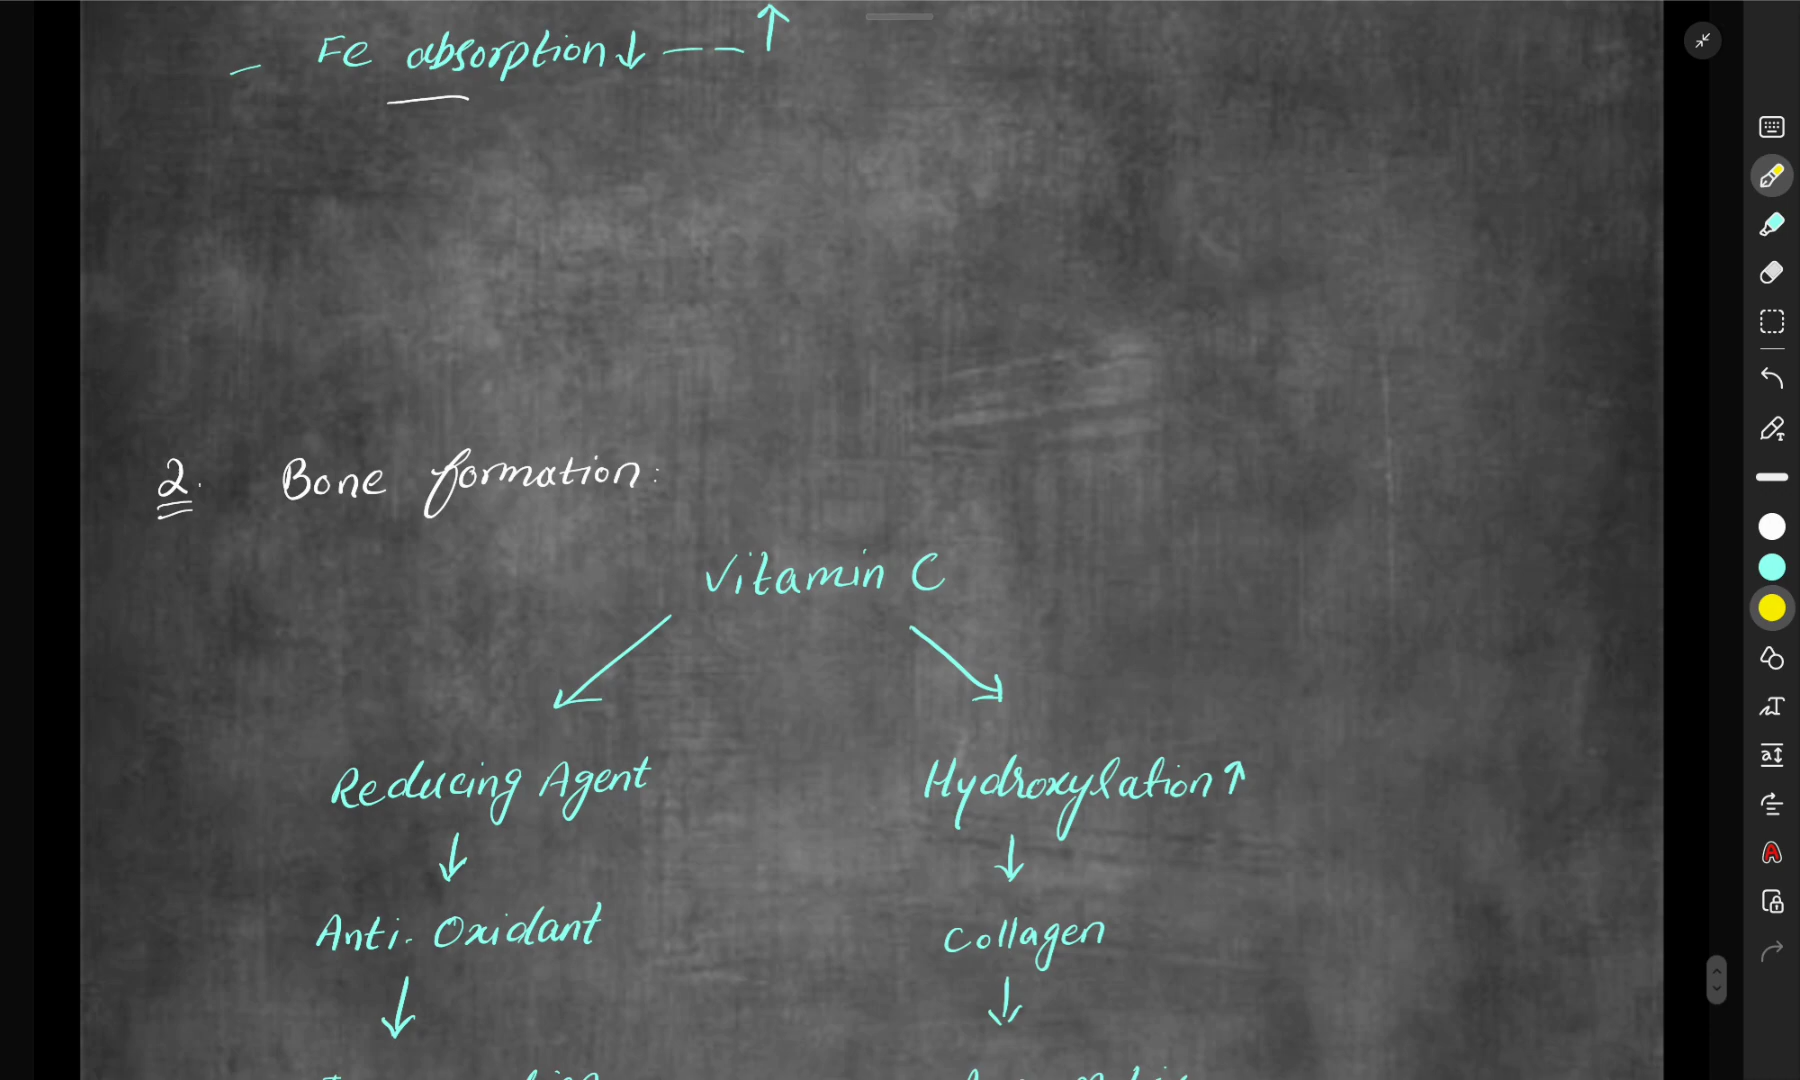 - Fe absorption ↓ --- ↑
2. Bone formation:
Vitamin C
Reducing Agent
Hydroxylation ↑
↓ ↓
Anti-Oxidant
Collagen
↓ ↓